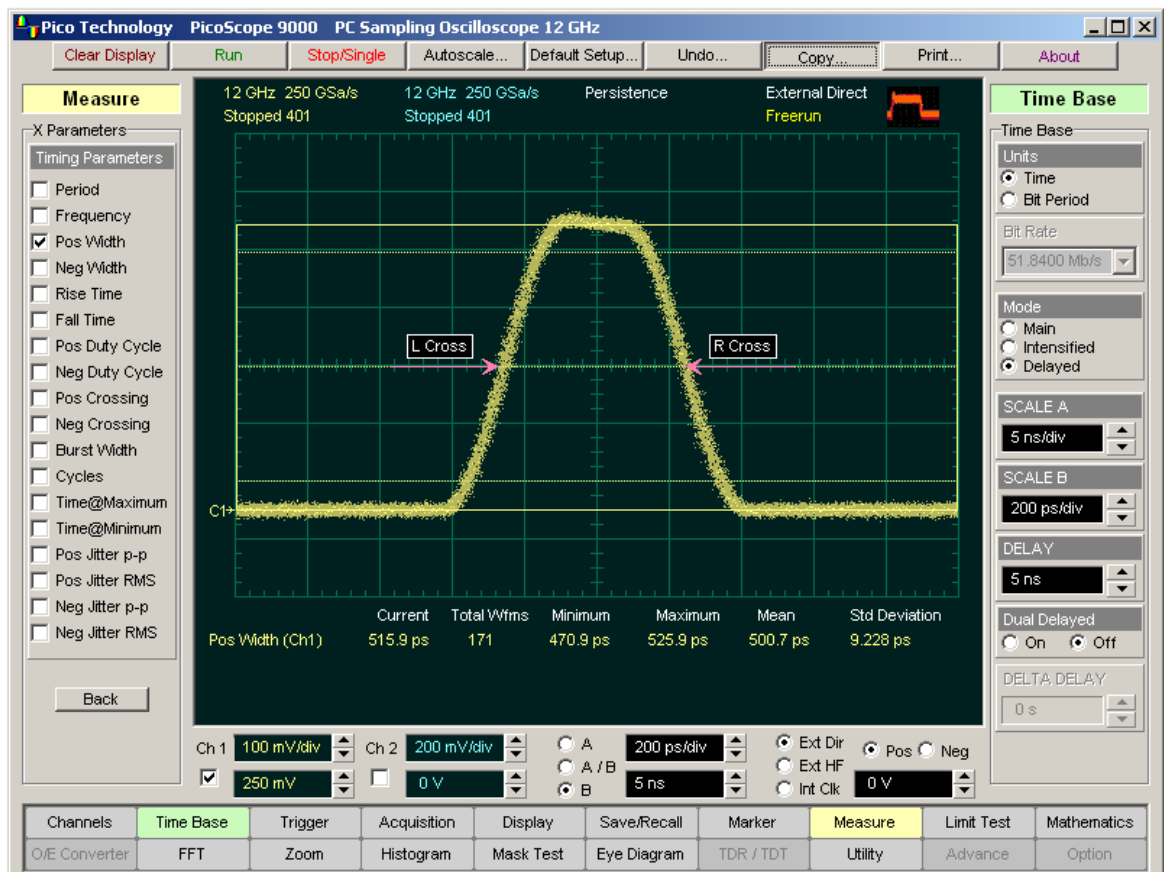 Pico Technology PicoScope 9000 PC Sampling Oscilloscope 12 GHz
Clear Display Run Stop/Single Autoscale... Default Setup... Undo... Copy... Print... About
Measure
X Parameters
Timing Parameters
Period
Frequency
Pos Width
Neg Width
Rise Time
Fall Time
Pos Duty Cycle
Neg Duty Cycle
Pos Crossing
Neg Crossing
Burst Width
Cycles
Time@Maximum
Time@Minimum
Pos Jitter p-p
Pos Jitter RMS
Neg Jitter p-p
Neg Jitter RMS
Back
12 GHz 250 GSa/s 12 GHz 250 GSa/s Persistence External Direct
Stopped 401 Stopped 401 Freerun
L Cross R Cross
C1
Current Total Wfms Minimum Maximum Mean Std Deviation
Pos Width (Ch1) 515.9 ps 171 470.9 ps 525.9 ps 500.7 ps 9.228 ps
Time Base
Time Base
Units
Time
Bit Period
Bit Rate
51.8400 Mb/s
Mode
Main
Intensified
Delayed
SCALE A
5 ns/div
SCALE B
200 ps/div
DELAY
5 ns
Dual Delayed
On Off
DELTA DELAY
0 s
Ch 1 100 mV/div Ch 2 200 mV/div A 200 ps/div Ext Dir Pos Neg
A / B Ext HF
250 mV 0 V B 5 ns Int Clk 0 V
Channels Time Base Trigger Acquisition Display Save/Recall Marker Measure Limit Test Mathematics
O/E Converter FFT Zoom Histogram Mask Test Eye Diagram TDR / TDT Utility Advance Option